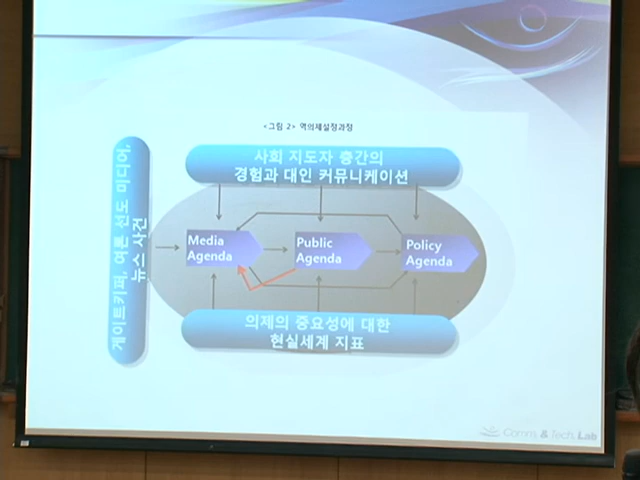 <그림 2> 역의제설정과정
사회 지도자 층간의
경험과 대인 커뮤니케이션
게이트키퍼, 여론 선도 미디어,
뉴스 사건
Media
Agenda
Public
Agenda
Policy
Agenda
의제의 중요성에 대한
현실세계 지표
Comm. & Tech. Lab